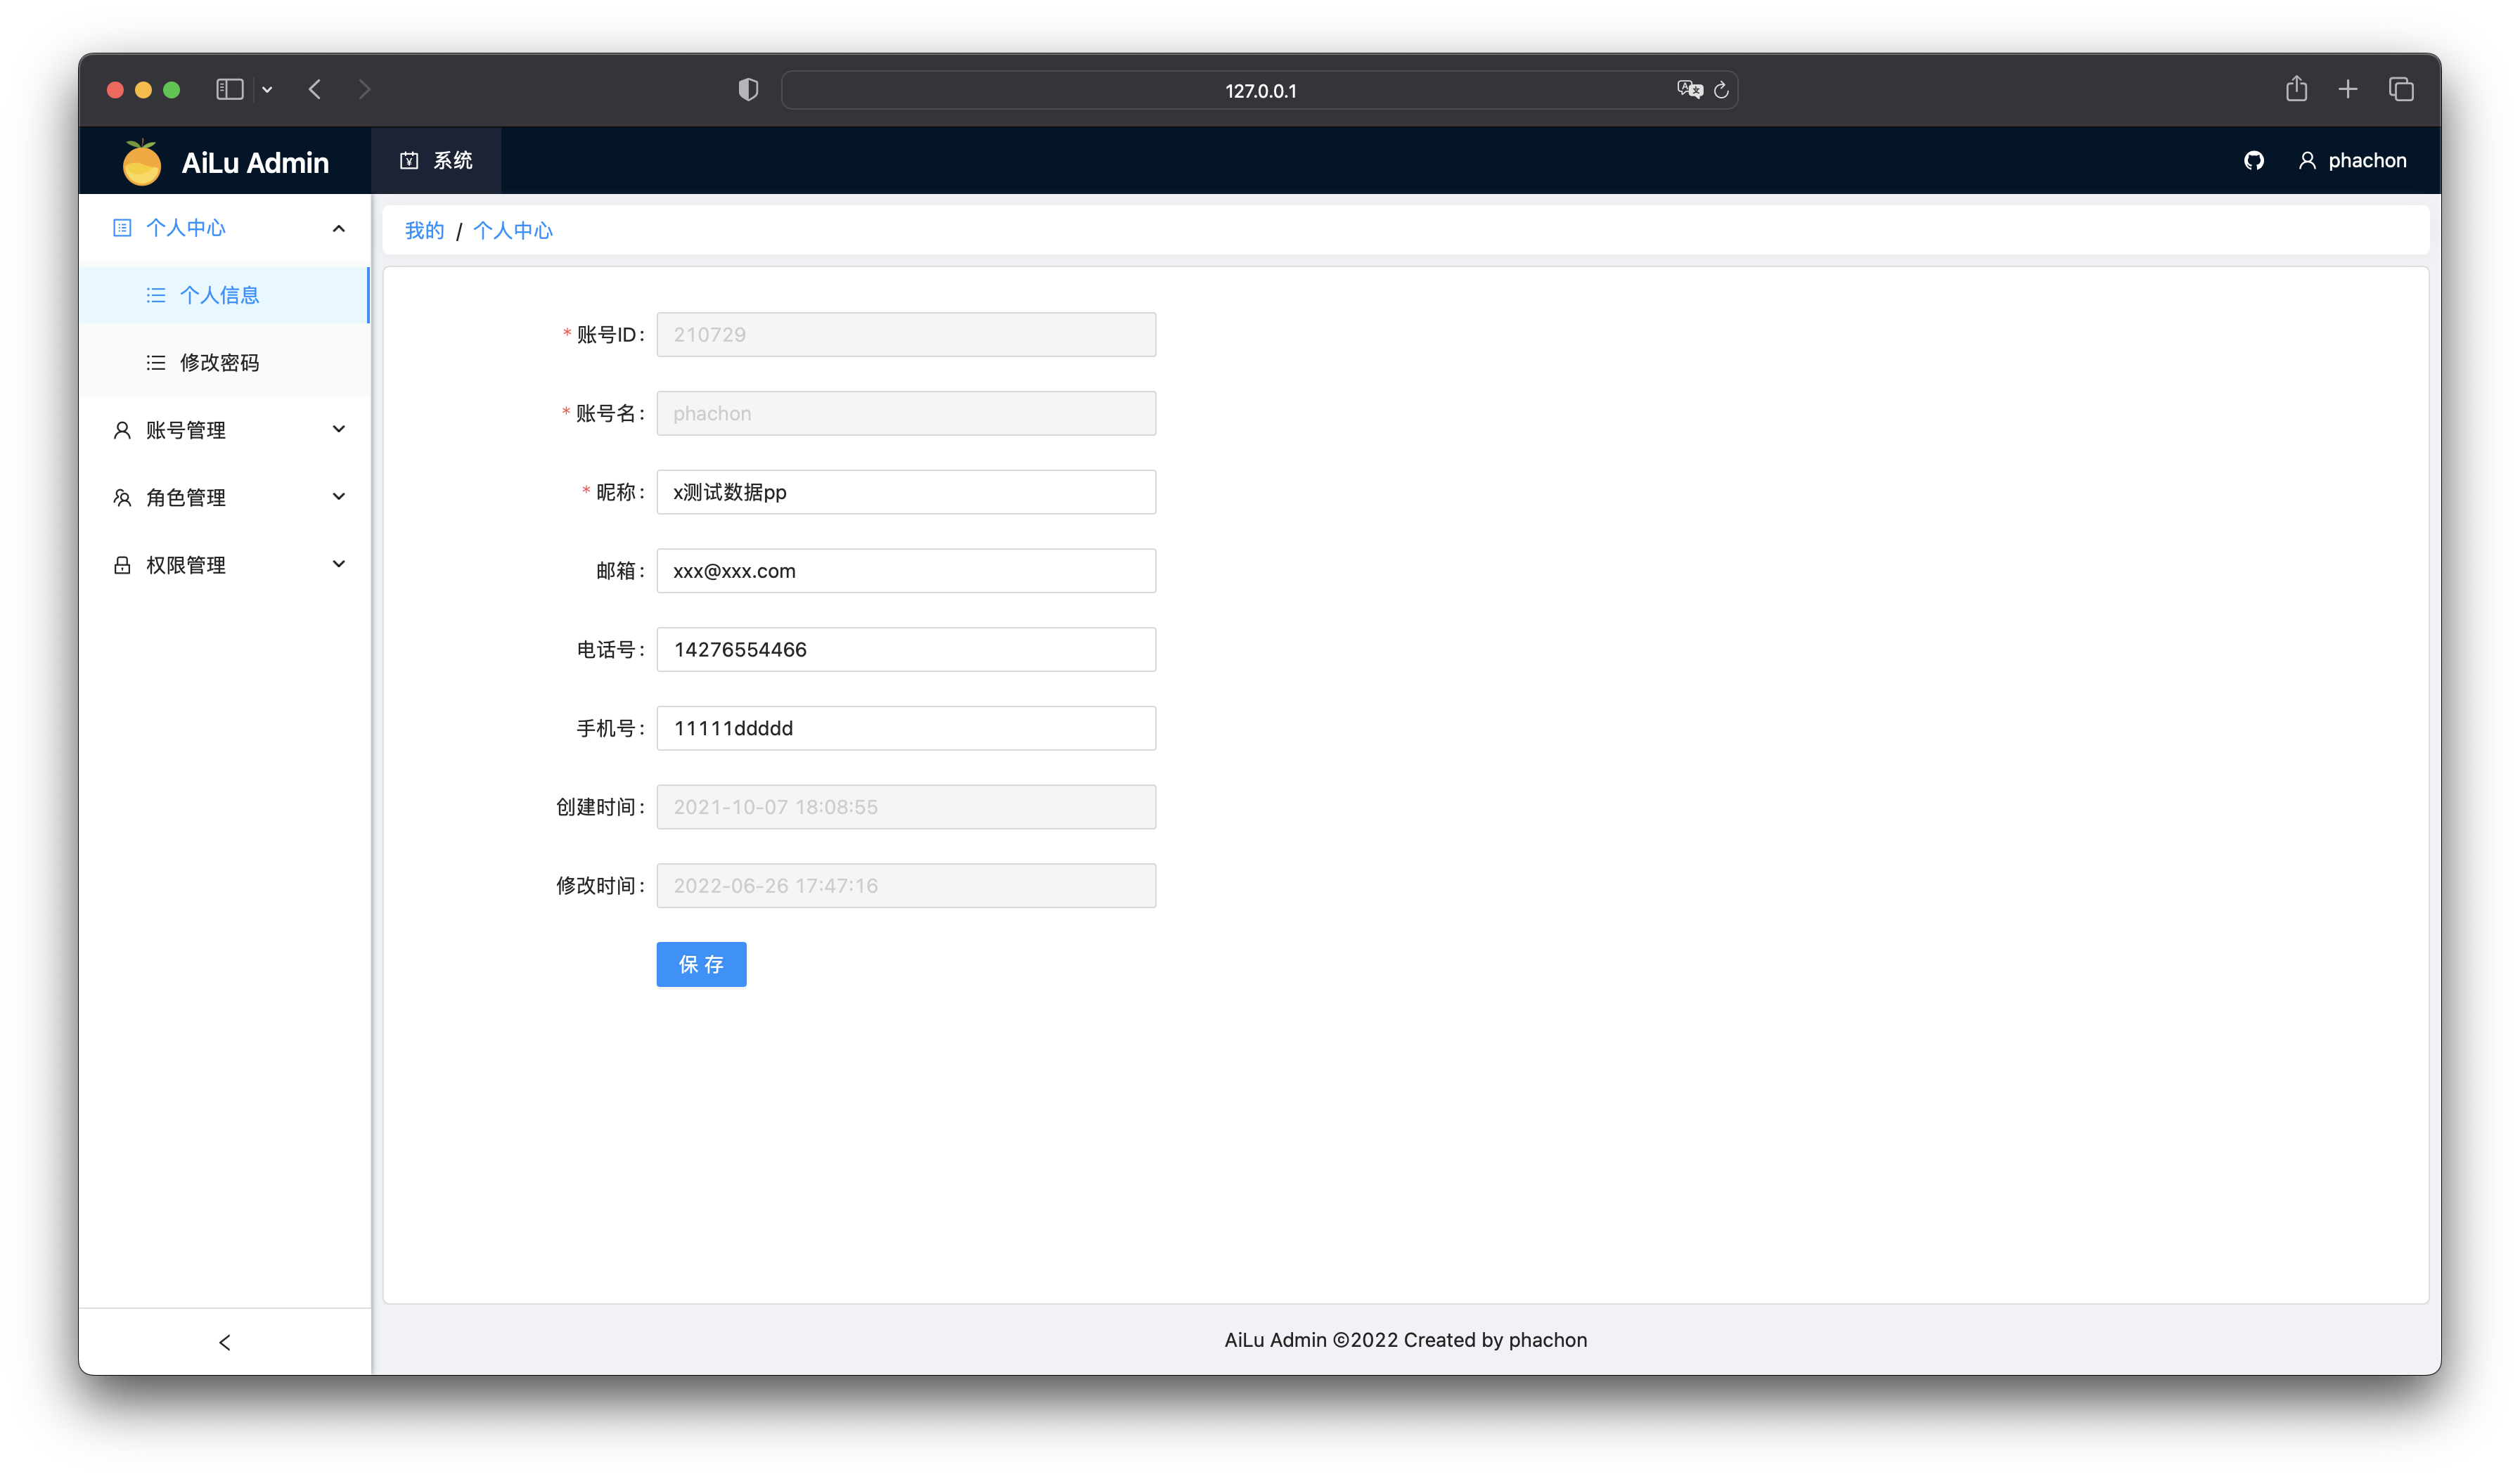 127.0.0.1
AiLu Admin
系统
phachon
个人中心
个人信息
修改密码
账号管理
角色管理
权限管理
我的 / 个人中心
* 账号ID: 210729
* 账号名: phachon
* 昵称: x测试数据pp
邮箱: xxx@xxx.com
电话号: 14276554466
手机号: 11111ddddd
创建时间: 2021-10-07 18:08:55
修改时间: 2022-06-26 17:47:16
保 存
AiLu Admin ©2022 Created by phachon